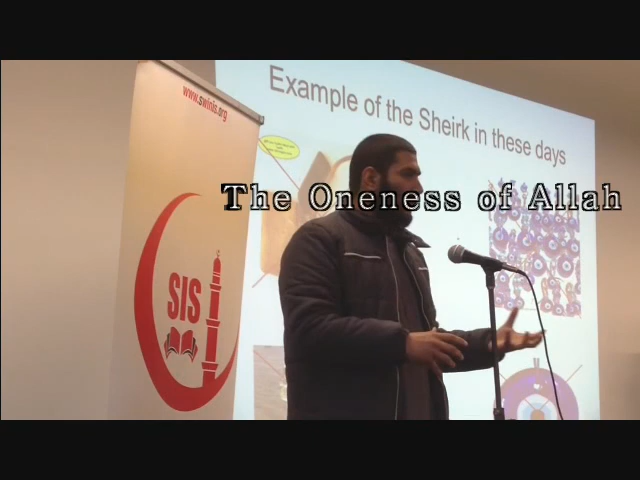 www.swinis.org
SIS
Example of the Sheirk in these days
The Oneness of Allah